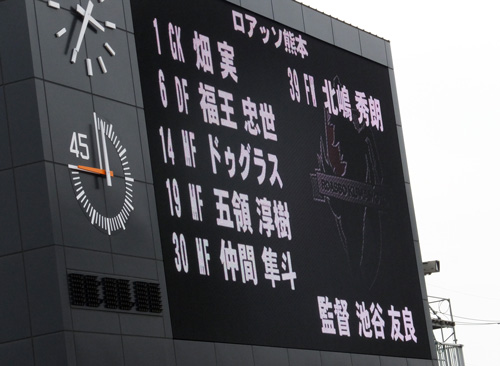 ロアッソ熊本
1 GK 畑 実
39 FW 北嶋 秀朗
6 DF 福王 忠世
14 MF ドゥグラス
19 MF 五領 淳樹
30 MF 仲間 隼斗
監督 池谷 友良
45